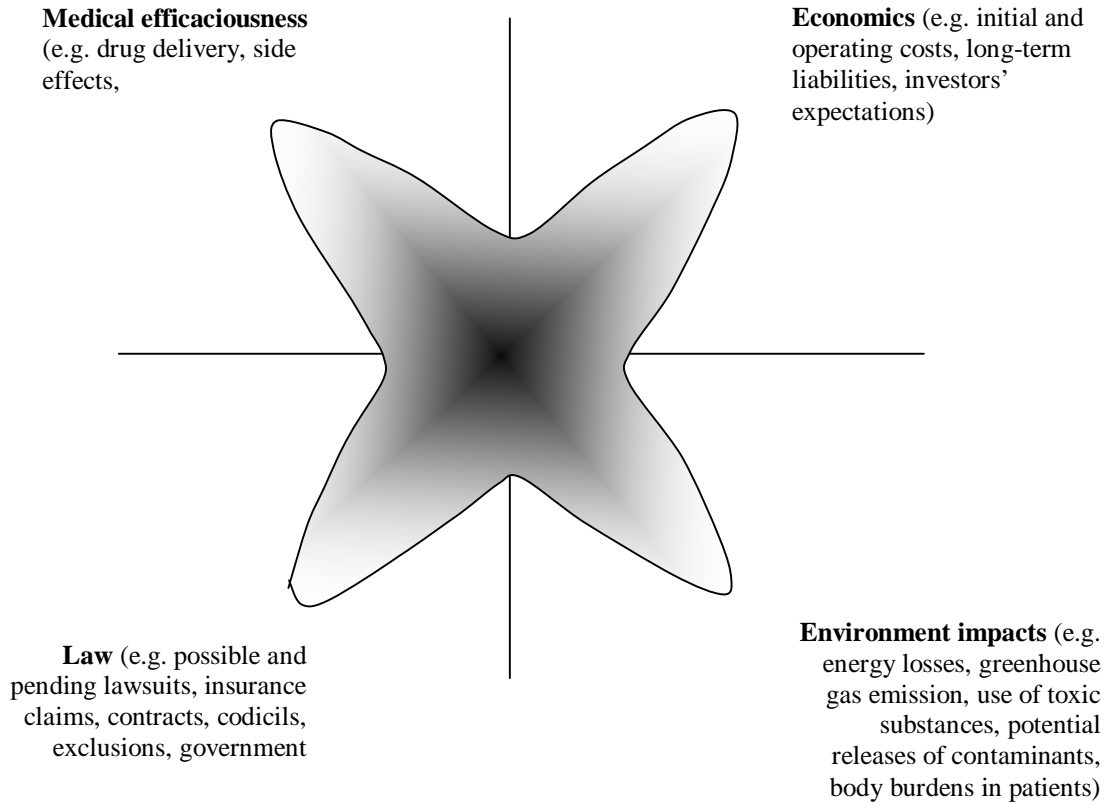 Medical efficaciousness
(e.g. drug delivery, side
effects,
Economics (e.g. initial and
operating costs, long-term
liabilities, investors’
expectations)
Law (e.g. possible and
pending lawsuits, insurance
claims, contracts, codicils,
exclusions, government
Environment impacts (e.g.
energy losses, greenhouse
gas emission, use of toxic
substances, potential
releases of contaminants,
body burdens in patients)